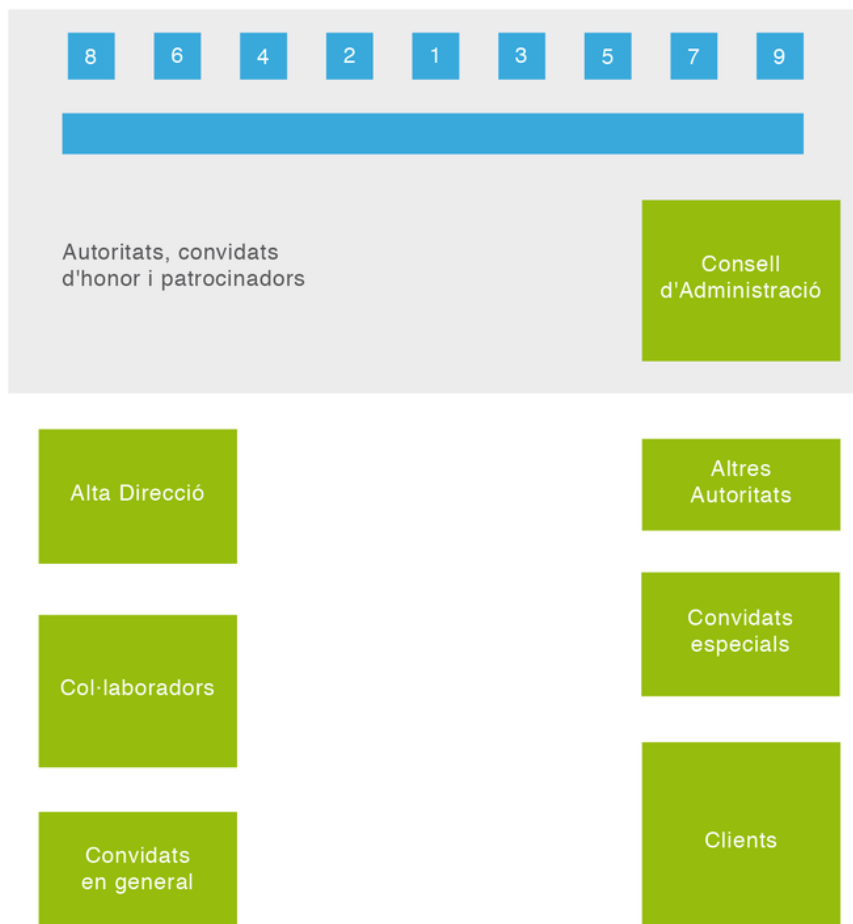 8 6 4 2 1 3 5 7 9
Autoritats, convidats
d'honor i patrocinadors
Consell
d'Administració
Alta Direcció
Altres
Autoritats
Convidats
especials
Col·laboradors
Clients
Convidats
en general